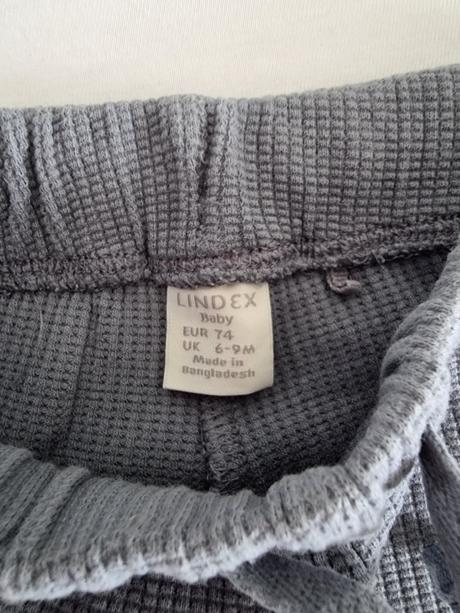 LINDEX
Baby
EUR 74
UK 6-9M
Made in
Bangladesh